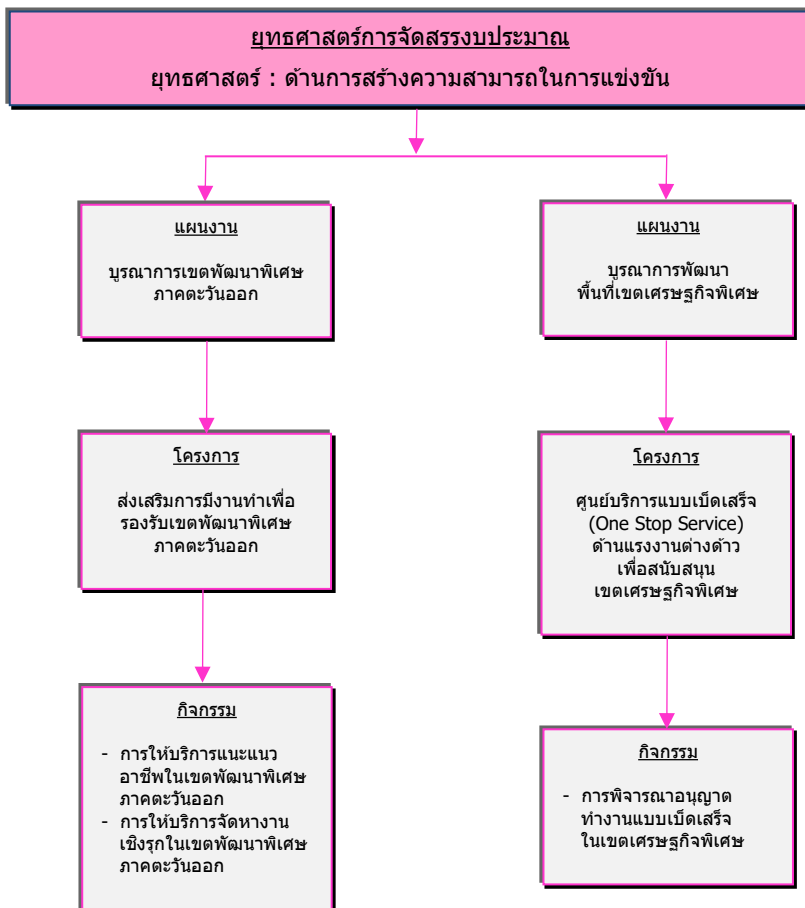 ยุทธศาสตร์การจัดสรรงบประมาณ
ยุทธศาสตร์ : ด้านการสร้างความสามารถในการแข่งขัน
แผนงาน
บูรณาการเขตพัฒนาพิเศษ
ภาคตะวันออก
แผนงาน
บูรณาการพัฒนา
พื้นที่เขตเศรษฐกิจพิเศษ
โครงการ
ส่งเสริมการมีงานทำเพื่อ
รองรับเขตพัฒนาพิเศษ
ภาคตะวันออก
โครงการ
ศูนย์บริการแบบเบ็ดเสร็จ
(One Stop Service)
ด้านแรงงานต่างด้าว
เพื่อสนับสนุน
เขตเศรษฐกิจพิเศษ
กิจกรรม
- การให้บริการแนะแนว
อาชีพในเขตพัฒนาพิเศษ
ภาคตะวันออก
- การให้บริการจัดหางาน
เชิงรุกในเขตพัฒนาพิเศษ
ภาคตะวันออก
กิจกรรม
- การพิจารณาอนุญาต
ทำงานแบบเบ็ดเสร็จ
ในเขตเศรษฐกิจพิเศษ